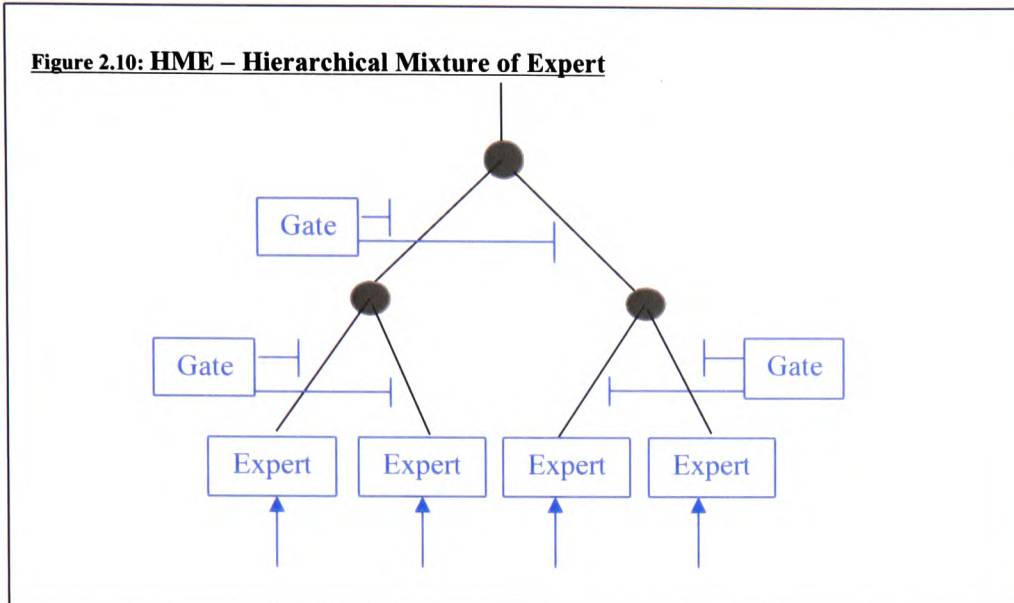 Figure 2.10: HME – Hierarchical Mixture of Expert
Gate
Gate
Gate
Expert
Expert
Expert
Expert